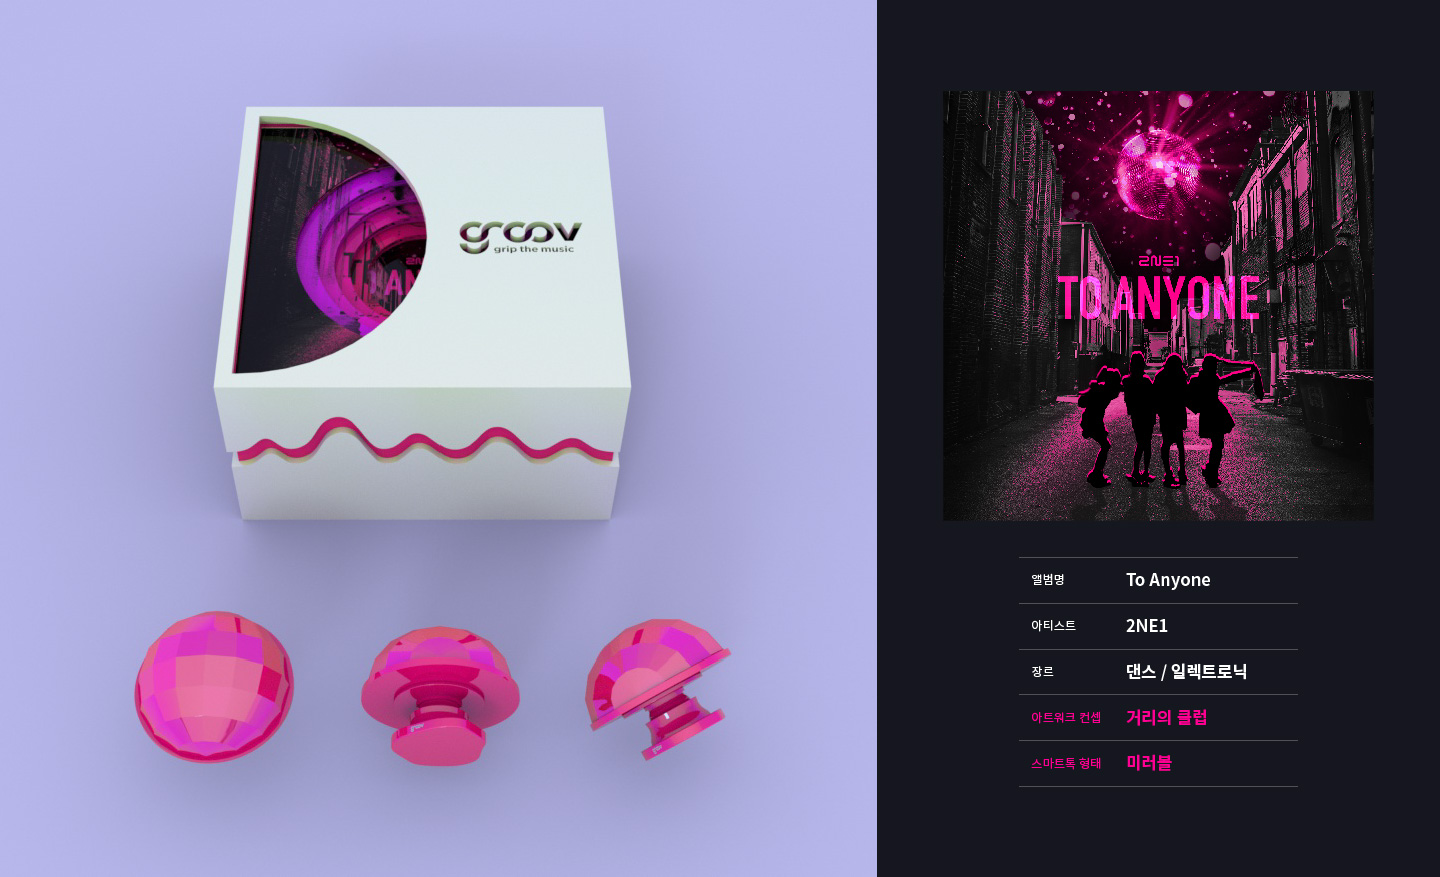 groov
grip the music
2NE1
TO ANYONE
앨범명 To Anyone
아티스트 2NE1
장르 댄스 / 일렉트로닉
아트워크 컨셉 거리의 클럽
스마트톡 형태 미러볼